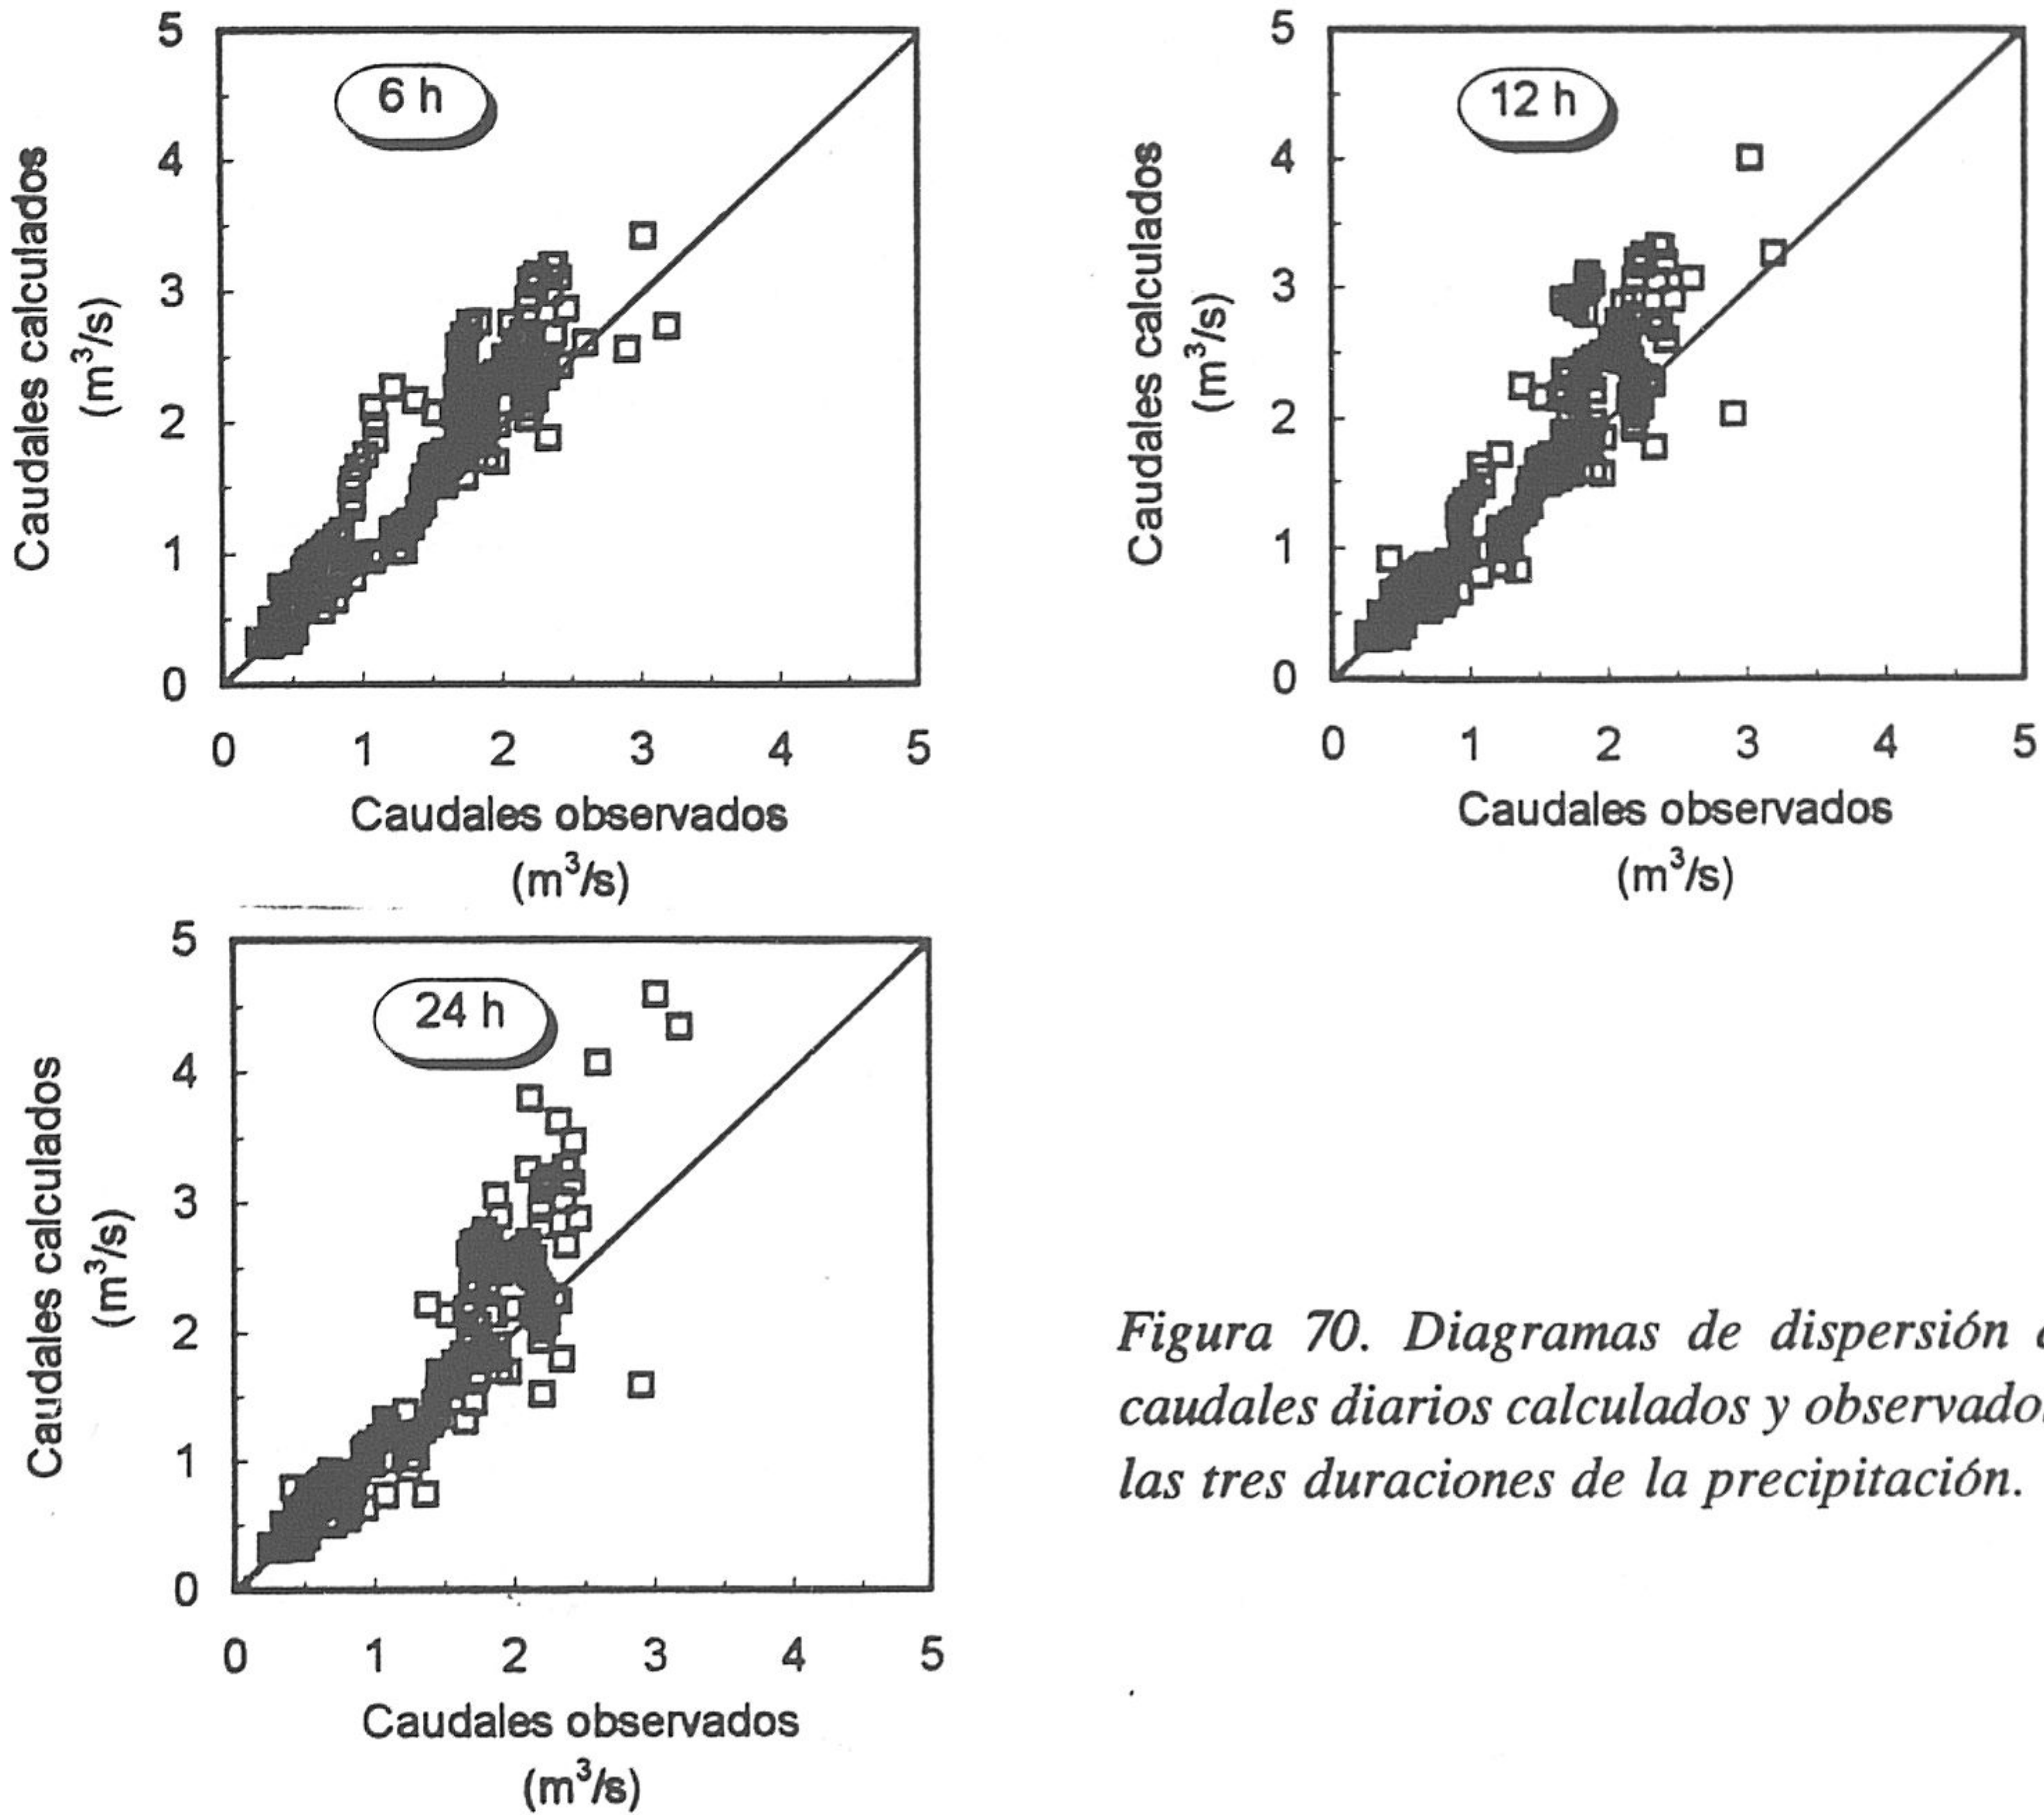 5
4
3
2
1
0
6 h
Caudales calculados
(m³/s)
0 1 2 3 4 5
Caudales observados
(m³/s)
5
4
3
2
1
0
12 h
Caudales calculados
(m³/s)
0 1 2 3 4 5
Caudales observados
(m³/s)
5
4
3
2
1
0
24 h
Caudales calculados
(m³/s)
0 1 2 3 4 5
Caudales observados
(m³/s)
Figura 70. Diagramas de dispersión
caudales diarios calculados y observado
las tres duraciones de la precipitación.